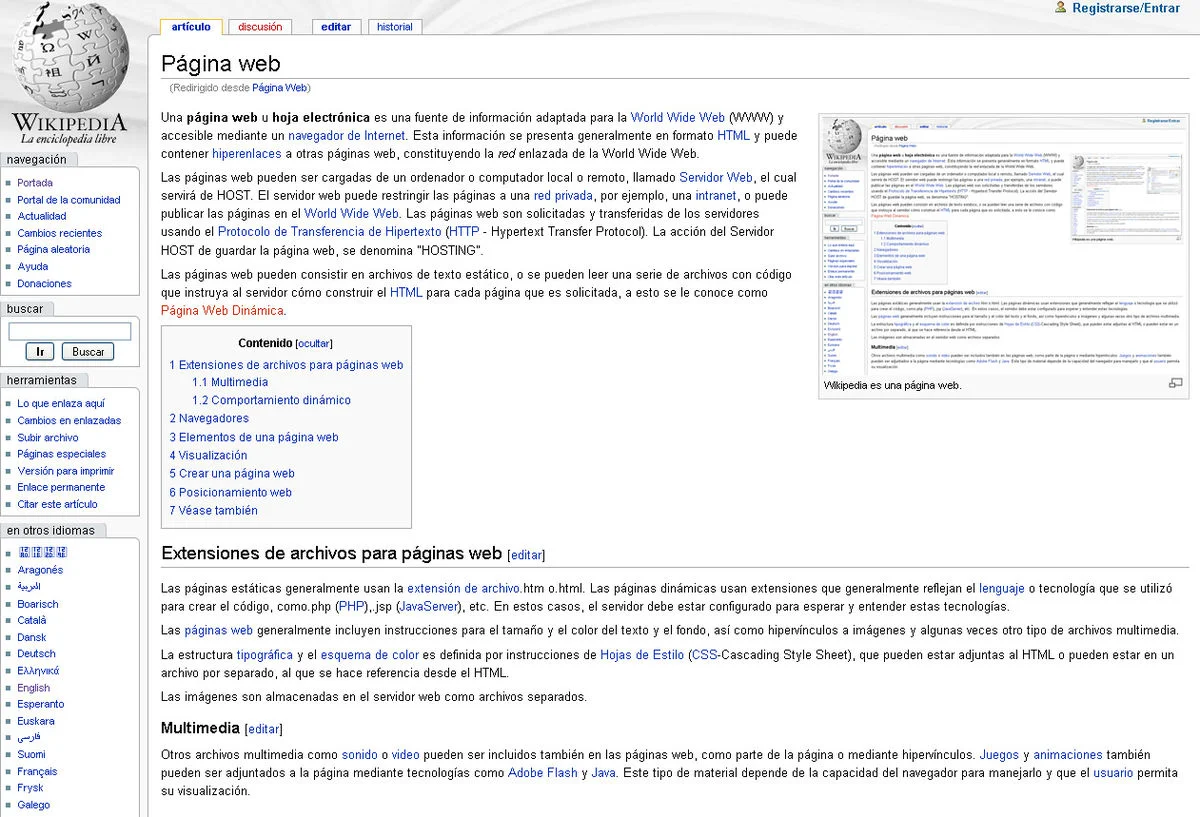 Registrarse/Entrar
artículo discusión editar historial
WIKIPEDIA
La enciclopedia libre
navegación
Portada
Portal de la comunidad
Actualidad
Cambios recientes
Página aleatoria
Ayuda
Donaciones
buscar
Ir Buscar
herramientas
Lo que enlaza aquí
Cambios en enlazadas
Subir archivo
Páginas especiales
Versión para imprimir
Enlace permanente
Citar este artículo
en otros idiomas
Aragonés
العربية
Boarisch
Català
Dansk
Deutsch
Ελληνικά
English
Esperanto
Euskara
فارسی
Suomi
Français
Frysk
Galego
Página web
(Redirigido desde Página Web)
Una página web u hoja electrónica es una fuente de información adaptada para la World Wide Web (WWW) y
accesible mediante un navegador de Internet. Esta información se presenta generalmente en formato HTML y puede
contener hiperenlaces a otras páginas web, constituyendo la red enlazada de la World Wide Web.
Las páginas web pueden ser cargadas de un ordenador o computador local o remoto, llamado Servidor Web, el cual
servirá de HOST. El servidor web puede restringir las páginas a una red privada, por ejemplo, una intranet, o puede
publicar las páginas en el World Wide Web. Las páginas web son solicitadas y transferidas de los servidores
usando el Protocolo de Transferencia de Hipertexto (HTTP - Hypertext Transfer Protocol). La acción del Servidor
HOST de guardar la página web, se denomina "HOSTING".
Las páginas web pueden consistir en archivos de texto estático, o se pueden leer una serie de archivos con código
que instruya al servidor cómo construir el HTML para cada página que es solicitada, a esto se le conoce como
Página Web Dinámica.
Wikipedia es una página web.
Contenido [ocultar]
1 Extensiones de archivos para páginas web
1.1 Multimedia
1.2 Comportamiento dinámico
2 Navegadores
3 Elementos de una página web
4 Visualización
5 Crear una página web
6 Posicionamiento web
7 Véase también
Extensiones de archivos para páginas web [editar]
Las páginas estáticas generalmente usan la extensión de archivo.htm o.html. Las páginas dinámicas usan extensiones que generalmente reflejan el lenguaje o tecnología que se utilizó
para crear el código, como.php (PHP),.jsp (JavaServer), etc. En estos casos, el servidor debe estar configurado para esperar y entender estas tecnologías.
Las páginas web generalmente incluyen instrucciones para el tamaño y el color del texto y el fondo, así como hipervínculos a imágenes y algunas veces otro tipo de archivos multimedia.
La estructura tipográfica y el esquema de color es definida por instrucciones de Hojas de Estilo (CSS-Cascading Style Sheet), que pueden estar adjuntas al HTML o pueden estar en un
archivo por separado, al que se hace referencia desde el HTML.
Las imágenes son almacenadas en el servidor web como archivos separados.
Multimedia [editar]
Otros archivos multimedia como sonido o video pueden ser incluidos también en las páginas web, como parte de la página o mediante hipervínculos. Juegos y animaciones también
pueden ser adjuntados a la página mediante tecnologías como Adobe Flash y Java. Este tipo de material depende de la capacidad del navegador para manejarlo y que el usuario permita
su visualización.